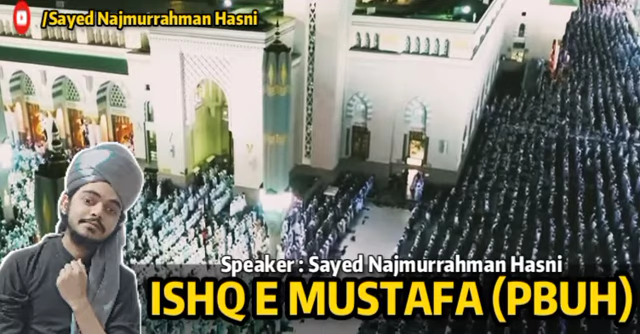 /Sayed Najmurrahman Hasni
Speaker : Sayed Najmurrahman Hasni
ISHQ E MUSTAFA (PBUH)